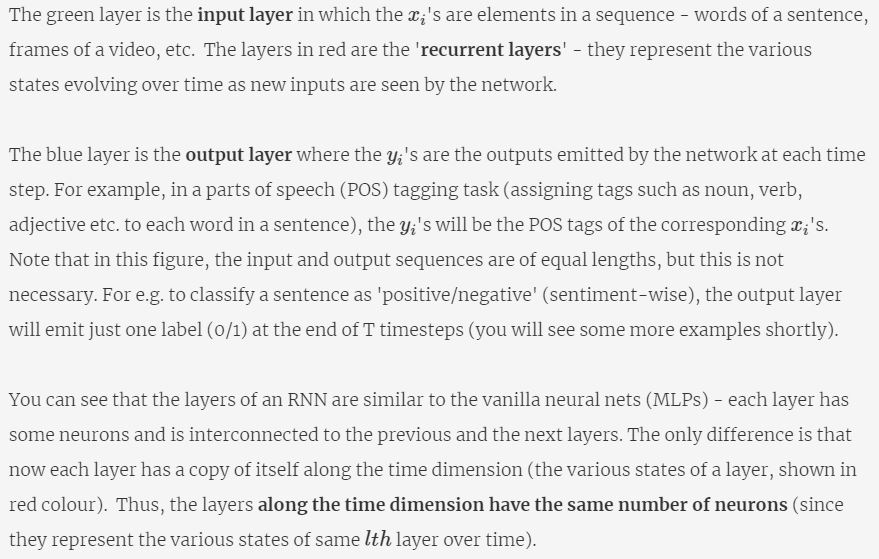 The green layer is the input layer in which the xᵢ's are elements in a sequence - words of a sentence,
frames of a video, etc. The layers in red are the 'recurrent layers' - they represent the various
states evolving over time as new inputs are seen by the network.
The blue layer is the output layer where the yᵢ's are the outputs emitted by the network at each time
step. For example, in a parts of speech (POS) tagging task (assigning tags such as noun, verb,
adjective etc. to each word in a sentence), the yᵢ's will be the POS tags of the corresponding xᵢ's.
Note that in this figure, the input and output sequences are of equal lengths, but this is not
necessary. For e.g. to classify a sentence as 'positive/negative' (sentiment-wise), the output layer
will emit just one label (0/1) at the end of T timesteps (you will see some more examples shortly).
You can see that the layers of an RNN are similar to the vanilla neural nets (MLPs) - each layer has
some neurons and is interconnected to the previous and the next layers. The only difference is that
now each layer has a copy of itself along the time dimension (the various states of a layer, shown in
red colour). Thus, the layers along the time dimension have the same number of neurons (since
they represent the various states of same lth layer over time).